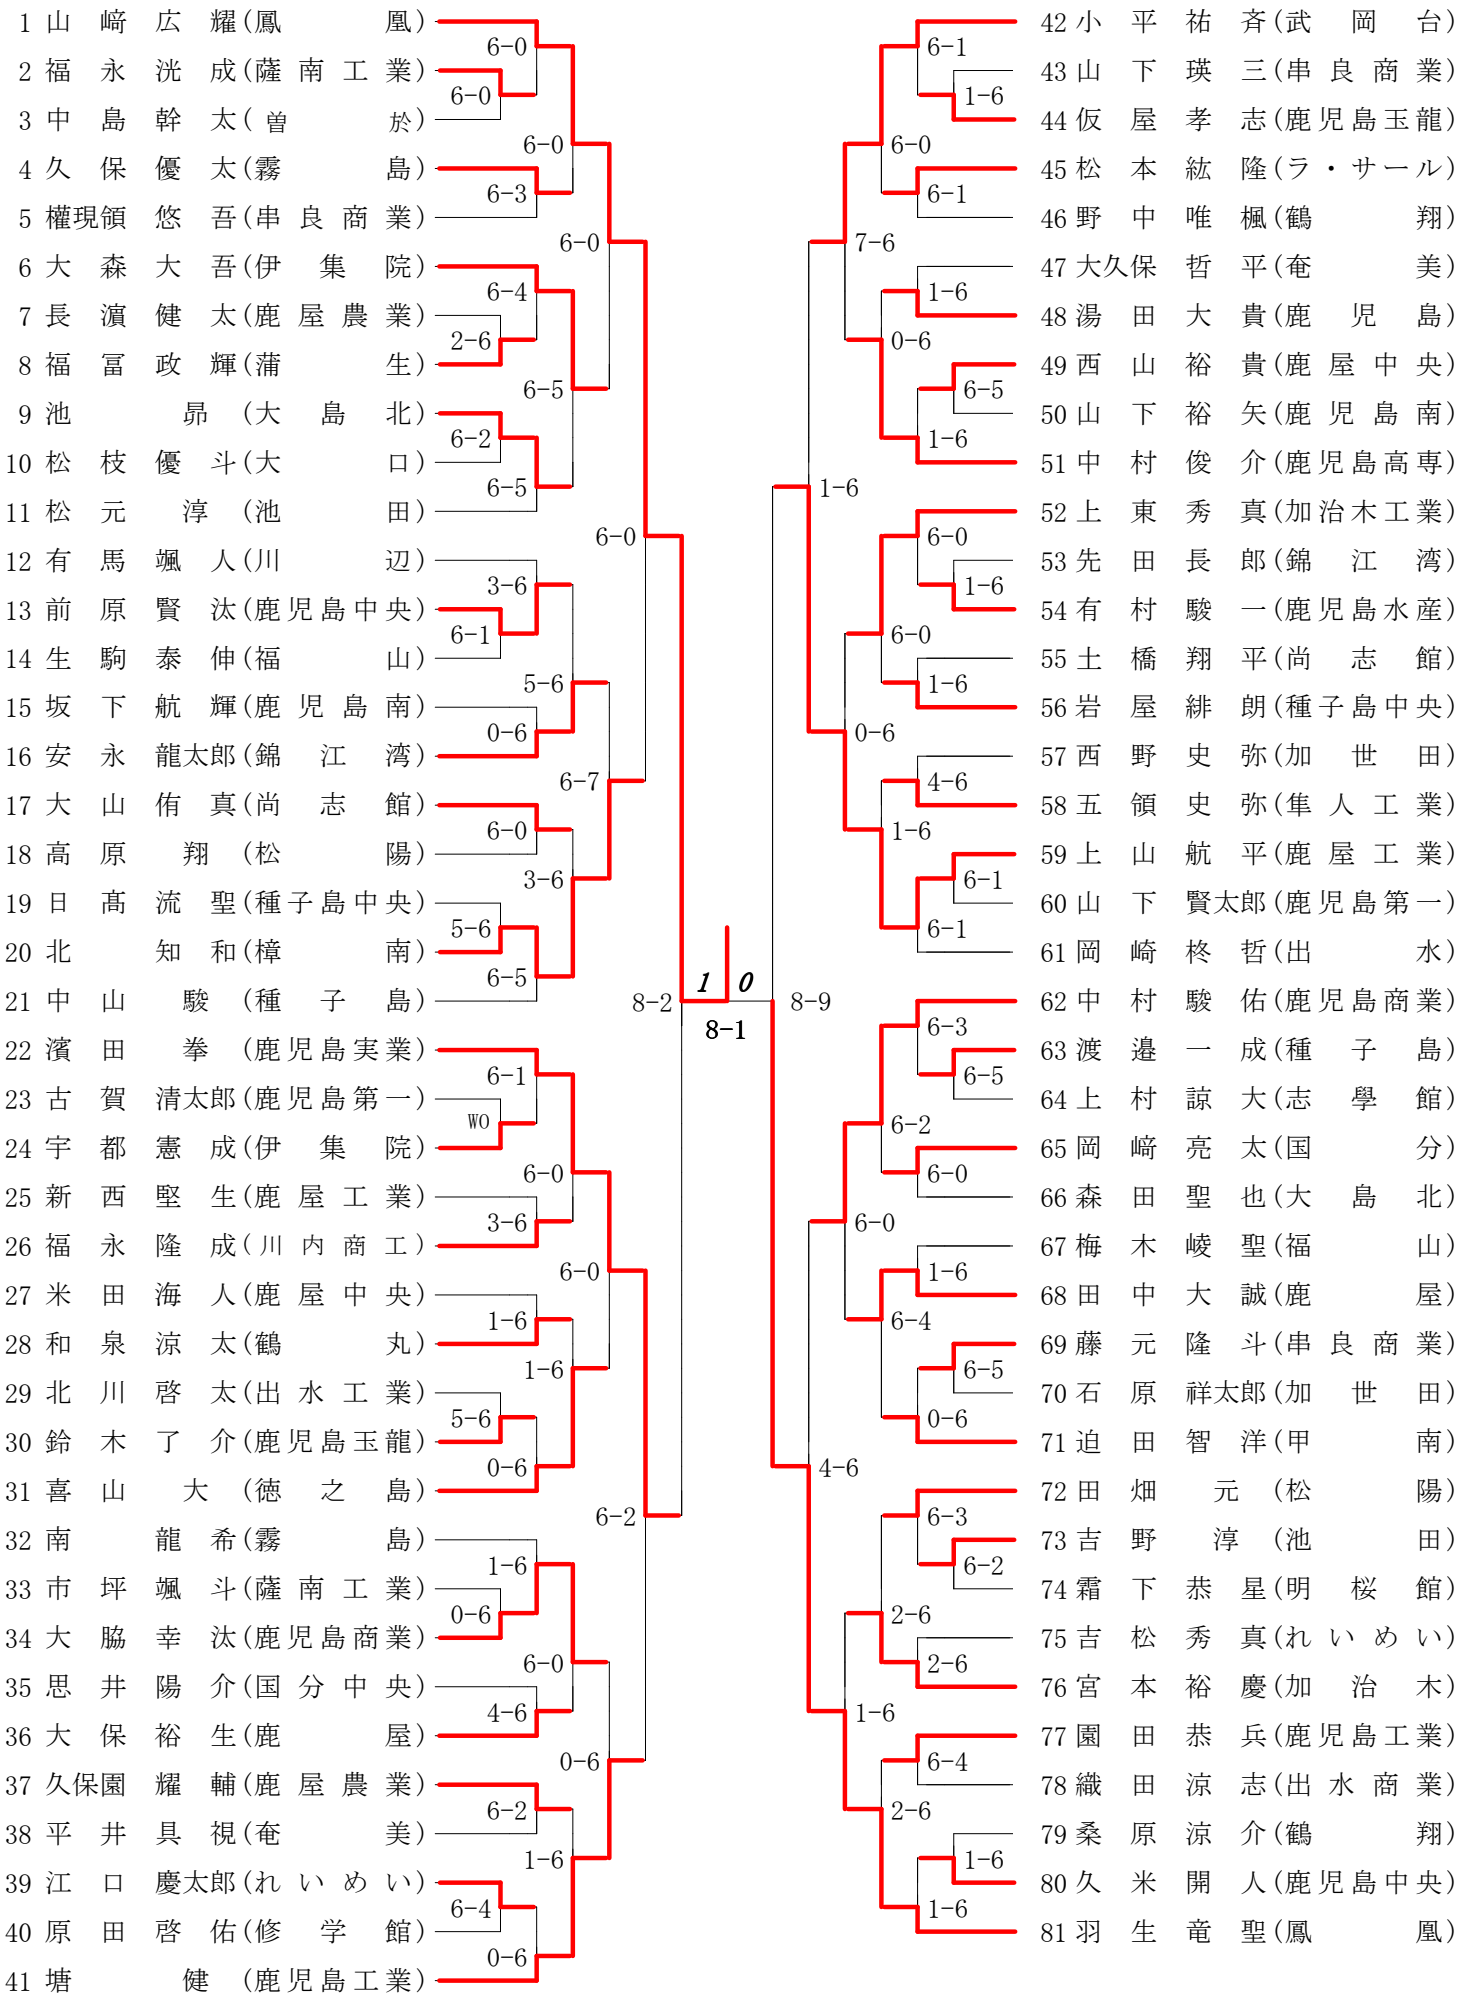 1 山﨑広耀(鳳凰)
2 福永洸成(薩南工業)
3 中島幹太(曽於)
4 久保優太(霧島)
5 權現領悠吾(串良商業)
6 大森大吾(伊集院)
7 長濵健太(鹿屋農業)
8 福冨政輝(蒲生)
9 池昴(大島北)
10 松枝優斗(大口)
11 松元淳(池田)
12 有馬颯人(川辺)
13 前原賢汰(鹿児島中央)
14 生駒泰伸(福山)
15 坂下航輝(鹿児島南)
16 安永龍太郎(錦江湾)
17 大山侑真(尚志館)
18 高原翔(松陽)
19 日髙流聖(種子島中央)
20 北知和(樟南)
21 中山駿(種子島)
22 濱田拳(鹿児島実業)
23 古賀清太郎(鹿児島第一)
24 宇都憲成(伊集院)
25 新西堅生(鹿屋工業)
26 福永隆成(川内商工)
27 米田海人(鹿屋中央)
28 和泉涼太(鶴丸)
29 北川啓太(出水工業)
30 鈴木了介(鹿児島玉龍)
31 喜山大(徳之島)
32 南龍希(霧島)
33 市坪颯斗(薩南工業)
34 大脇幸汰(鹿児島商業)
35 思井陽介(国分中央)
36 大保裕生(鹿屋)
37 久保園耀輔(鹿屋農業)
38 平井具視(奄美)
39 江口慶太郎(れいめい)
40 原田啓佑(修学館)
41 塘健(鹿児島工業)
6-0
6-0
6-0
6-3
6-0
6-4
2-6
6-5
6-2
6-5
6-0
3-6
6-1
5-6
0-6
6-7
6-0
3-6
5-6
6-5
8-2
6-1
WO
6-0
3-6
6-0
1-6
1-6
5-6
0-6
6-2
1-6
0-6
6-0
4-6
0-6
6-2
1-6
6-4
0-6
1 0
8-1
42 小平祐斉(武岡台)
43 山下瑛三(串良商業)
44 仮屋孝志(鹿児島玉龍)
45 松本紘隆(ラ・サール)
46 野中唯楓(鶴翔)
47 大久保哲平(奄美)
48 湯田大貴(鹿児島)
49 西山裕貴(鹿屋中央)
50 山下裕矢(鹿児島南)
51 中村俊介(鹿児島高専)
52 上東秀真(加治木工業)
53 先田長郎(錦江湾)
54 有村駿一(鹿児島水産)
55 土橋翔平(尚志館)
56 岩屋緋朗(種子島中央)
57 西野史弥(加世田)
58 五領史弥(隼人工業)
59 上山航平(鹿屋工業)
60 山下賢太郎(鹿児島第一)
61 岡崎柊哲(出水)
62 中村駿佑(鹿児島商業)
63 渡邉一成(種子島)
64 上村諒大(志學館)
65 岡﨑亮太(国分)
66 森田聖也(大島北)
67 梅木崚聖(福山)
68 田中大誠(鹿屋)
69 藤元隆斗(串良商業)
70 石原祥太郎(加世田)
71 迫田智洋(甲南)
72 田畑元(松陽)
73 吉野淳(池田)
74 霜下恭星(明桜館)
75 吉松秀真(れいめい)
76 宮本裕慶(加治木)
77 園田恭兵(鹿児島工業)
78 織田涼志(出水商業)
79 桑原涼介(鶴翔)
80 久米開人(鹿児島中央)
81 羽生竜聖(鳳凰)
6-1
1-6
6-0
6-1
7-6
1-6
0-6
6-5
1-6
1-6
6-0
1-6
6-0
1-6
0-6
4-6
1-6
6-1
6-1
8-9
6-3
6-5
6-2
6-0
6-0
1-6
6-4
6-5
0-6
4-6
6-3
6-2
2-6
2-6
1-6
6-4
2-6
1-6
1-6